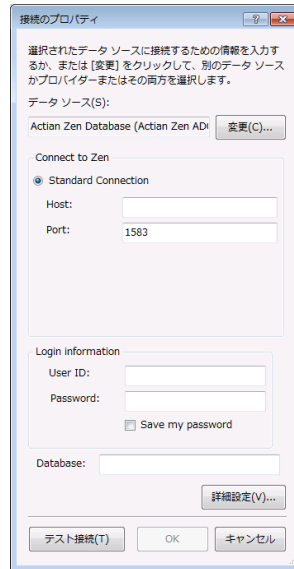 接続のプロパティ
選択されたデータ ソースに接続するための情報を入力す
るか、または [変更] をクリックして、別のデータ ソース
かプロバイダーまたはその両方を選択します。
データ ソース(S):
Actian Zen Database (Actian Zen AD
変更(C)...
Connect to Zen
Standard Connection
Host:
Port:
1583
Login information
User ID:
Password:
Save my password
Database:
詳細設定(V)...
テスト接続(T)
OK
キャンセル